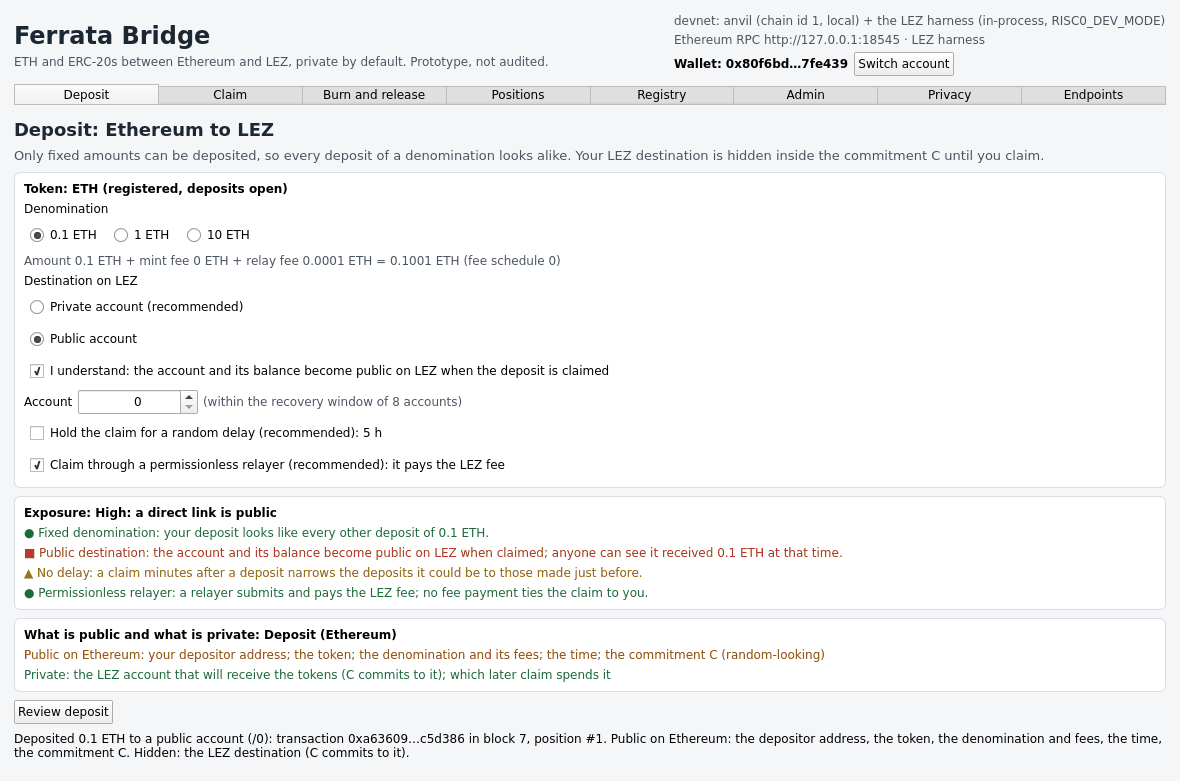 Ferrata Bridge
ETH and ERC-20s between Ethereum and LEZ, private by default. Prototype, not audited.
devnet: anvil (chain id 1, local) + the LEZ harness (in-process, RISC0_DEV_MODE)
Ethereum RPC http://127.0.0.1:18545 · LEZ harness
Wallet: 0x80f6bd…7fe439 Switch account
Deposit Claim Burn and release Positions Registry Admin Privacy Endpoints
Deposit: Ethereum to LEZ
Only fixed amounts can be deposited, so every deposit of a denomination looks alike. Your LEZ destination is hidden inside the commitment C until you claim.
Token: ETH (registered, deposits open)
Denomination
0.1 ETH 1 ETH 10 ETH
Amount 0.1 ETH + mint fee 0 ETH + relay fee 0.0001 ETH = 0.1001 ETH (fee schedule 0)
Destination on LEZ
Private account (recommended)
Public account
I understand: the account and its balance become public on LEZ when the deposit is claimed
Account 0 (within the recovery window of 8 accounts)
Hold the claim for a random delay (recommended): 5 h
Claim through a permissionless relayer (recommended): it pays the LEZ fee
Exposure: High: a direct link is public
● Fixed denomination: your deposit looks like every other deposit of 0.1 ETH.
■ Public destination: the account and its balance become public on LEZ when claimed; anyone can see it received 0.1 ETH at that time.
▲ No delay: a claim minutes after a deposit narrows the deposits it could be to those made just before.
● Permissionless relayer: a relayer submits and pays the LEZ fee; no fee payment ties the claim to you.
What is public and what is private: Deposit (Ethereum)
Public on Ethereum: your depositor address; the token; the denomination and its fees; the time; the commitment C (random-looking)
Private: the LEZ account that will receive the tokens (C commits to it); which later claim spends it
Review deposit
Deposited 0.1 ETH to a public account (/0): transaction 0xa63609…c5d386 in block 7, position #1. Public on Ethereum: the depositor address, the token, the denomination and fees, the time,
the commitment C. Hidden: the LEZ destination (C commits to it).